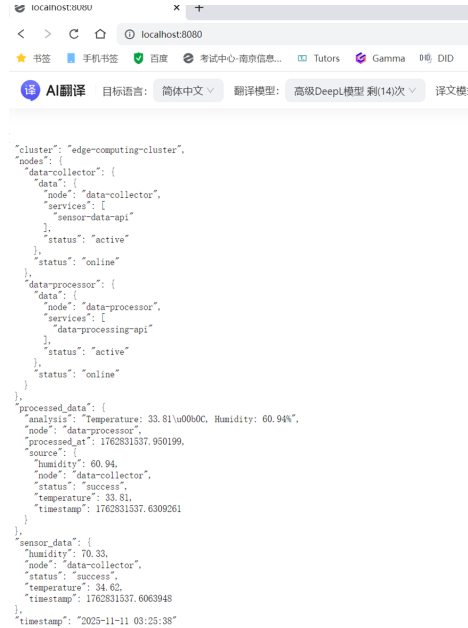 localhost:8080
localhost:8080
书签 手机书签 百度 考试中心-南京信息... Tutors Gamma DID
译 AI翻译 目标语言: 简体中文 翻译模型: 高级DeepL模型 剩(14)次 译文模
"cluster": "edge-computing-cluster",
"nodes": {
"data-collector": {
"data": {
"node": "data-collector",
"services": [
"sensor-data-api"
],
"status": "active"
},
"status": "online"
},
"data-processor": {
"data": {
"node": "data-processor",
"services": [
"data-processing-api"
],
"status": "active"
},
"status": "online"
}
},
"processed_data": {
"analysis": "Temperature: 33.81\u00b0C, Humidity: 60.94%",
"node": "data-processor",
"processed_at": 1762831537.950199,
"source": {
"humidity": 60.94,
"node": "data-collector",
"status": "success",
"temperature": 33.81,
"timestamp": 1762831537.6309261
}
},
"sensor_data": {
"humidity": 70.33,
"node": "data-collector",
"status": "success",
"temperature": 34.62,
"timestamp": 1762831537.6063948
},
"timestamp": "2025-11-11 03:25:38"